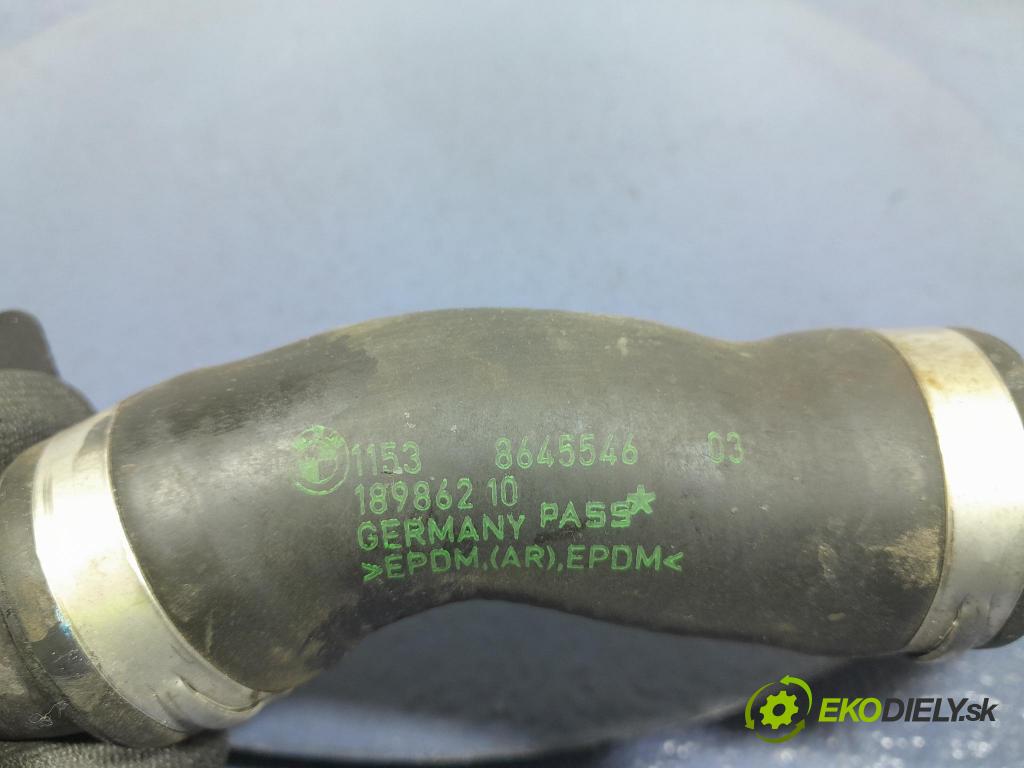 1153 8645546 03
189862 10
GERMANY PASS*
>EPDM,(AR),EPDM<
EKODIELY.sk